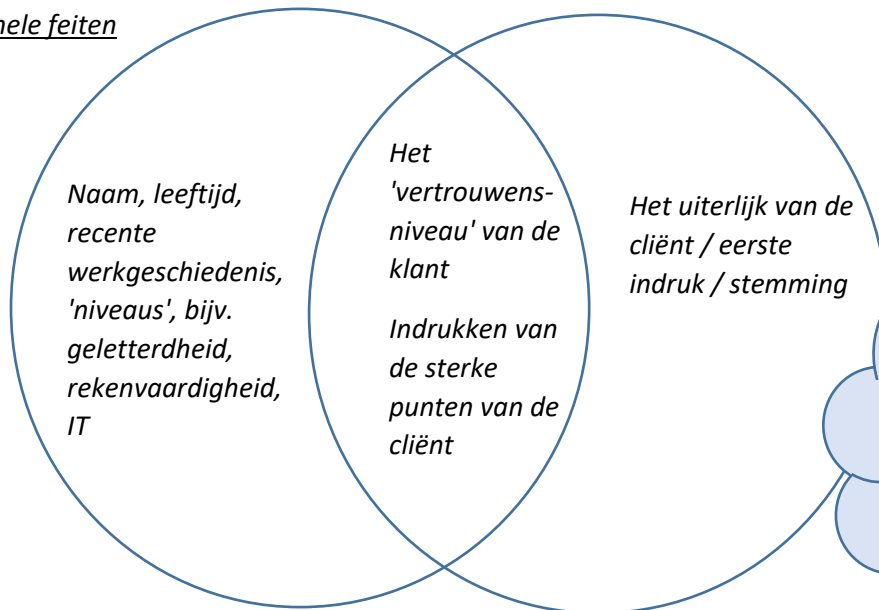 nele feiten
Naam, leeftijd,
recente
werkgeschiedenis,
'niveaus', bijv.
geletterdheid,
rekenvaardigheid,
IT
Het
'vertrouwens-
niveau' van de
klant
Indrukken van
de sterke
punten van de
cliënt
Het uiterlijk van de
cliënt / eerste
indruk / stemming